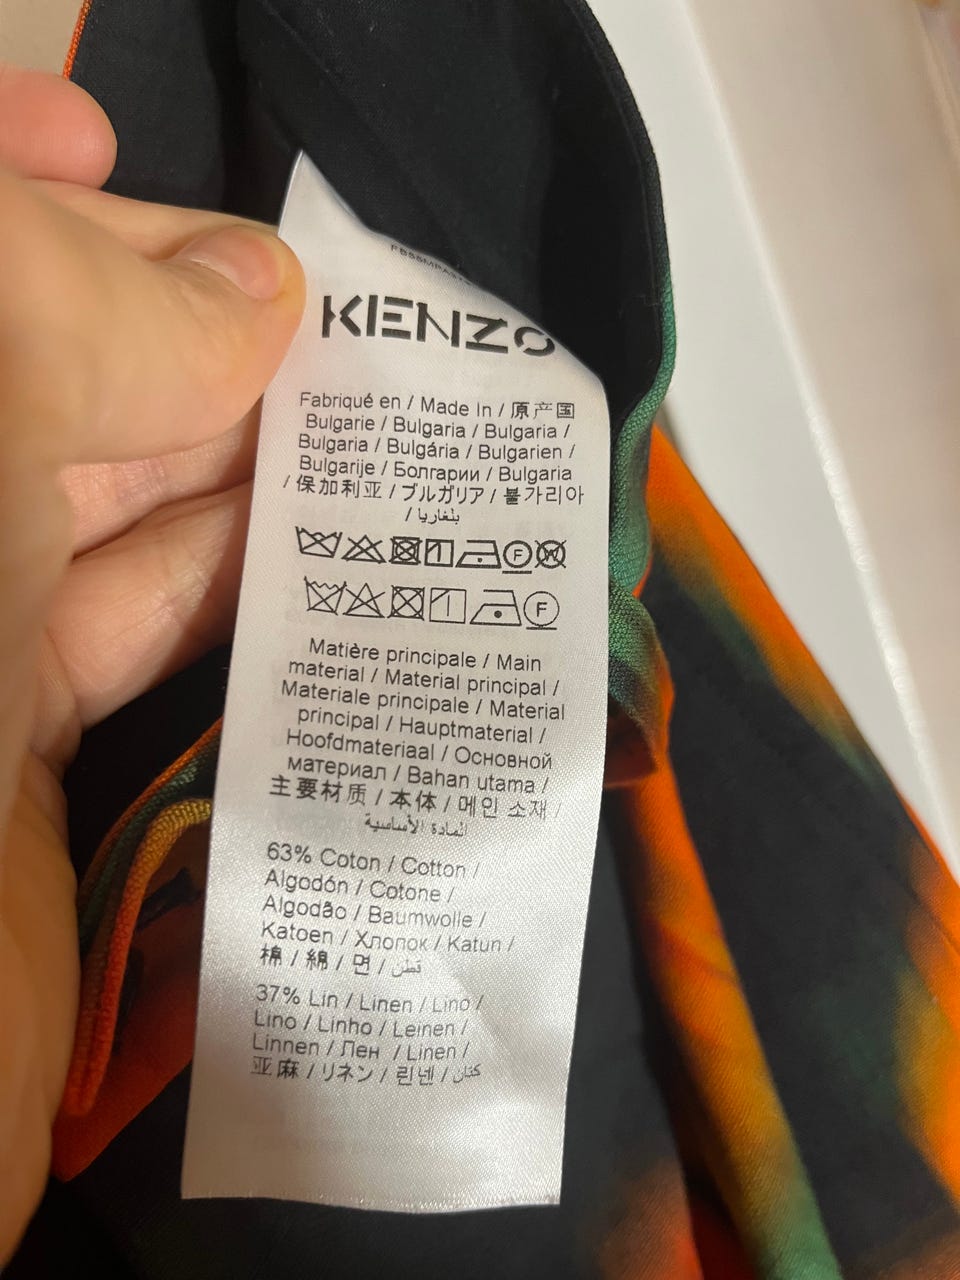 KENZO
Fabriqué en / Made In / 原产国
Bulgarie / Bulgaria / Bulgaria /
Bulgaria / Bulgária / Bulgarien /
Bulgarije / Болгарии / Bulgaria
/ 保加利亚 / ブルガリア / 불가리아
/ بلغاريا
F W
F
Matière principale / Main
material / Material principal /
Materiale principale / Material
principal / Hauptmaterial /
Hoofdmateriaal / Основной
материал / Bahan utama /
主要材质 / 本体 / 메인 소재 /
المادة الأساسية
63% Coton / Cotton /
Algodón / Cotone /
Algodão / Baumwolle /
Katoen / Хлопок / Katun /
棉 / 綿 / 면 / قطن
37% Lin / Linen / Lino /
Lino / Linho / Leinen /
Linnen / Лен / Linen /
亚麻 / リネン / 린넨 / كتان